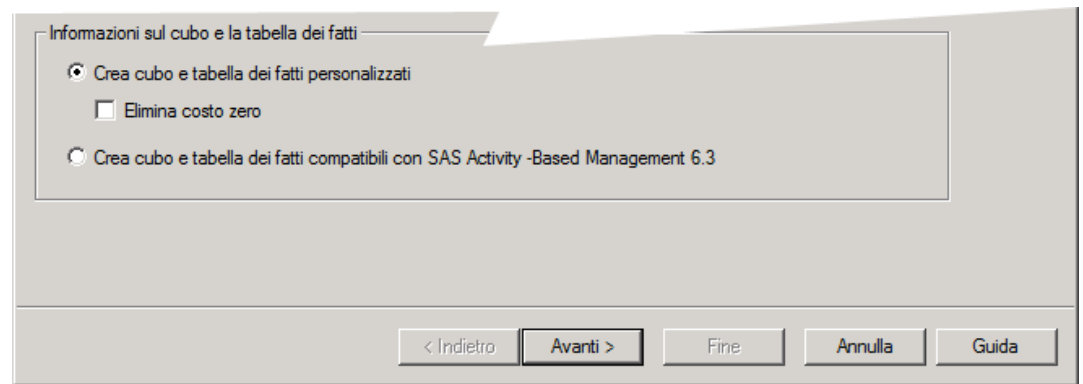 Informazioni sul cubo e la tabella dei fatti
Crea cubo e tabella dei fatti personalizzati
Elimina costo zero
Crea cubo e tabella dei fatti compatibili con SAS Activity -Based Management 6.3
< Indietro Avanti > Fine Annulla Guida